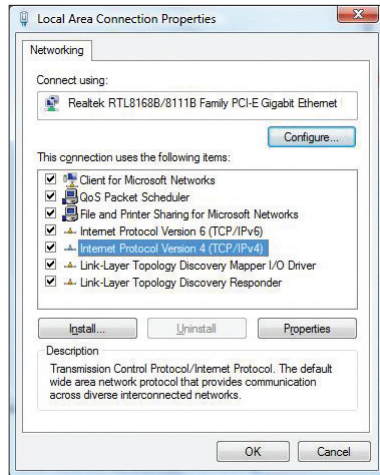 Local Area Connection Properties
Networking
Connect using:
Realtek RTL8168B/8111B Family PCI-E Gigabit Ethernet
Configure...
This connection uses the following items:
Client for Microsoft Networks
QoS Packet Scheduler
File and Printer Sharing for Microsoft Networks
Internet Protocol Version 6 (TCP/IPv6)
Internet Protocol Version 4 (TCP/IPv4)
Link-Layer Topology Discovery Mapper I/O Driver
Link-Layer Topology Discovery Responder
Install...
Uninstall
Properties
Description
Transmission Control Protocol/Internet Protocol. The default
wide area network protocol that provides communication
across diverse interconnected networks.
OK
Cancel